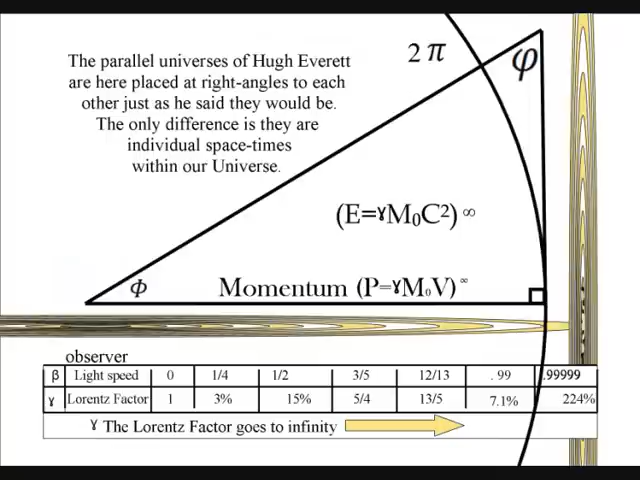 The parallel universes of Hugh Everett
are here placed at right-angles to each
other just as he said they would be.
The only difference is they are
individual space-times
within our Universe.
2 π
φ
(E=ɣM₀C²) ∞
Φ
Momentum (P=ɣM₀V) ∞
observer
β Light speed 0 1/4 1/2 3/5 12/13 . 99 .99999
ɣ Lorentz Factor 1 3% 15% 5/4 13/5 7.1% 224%
ɣ The Lorentz Factor goes to infinity